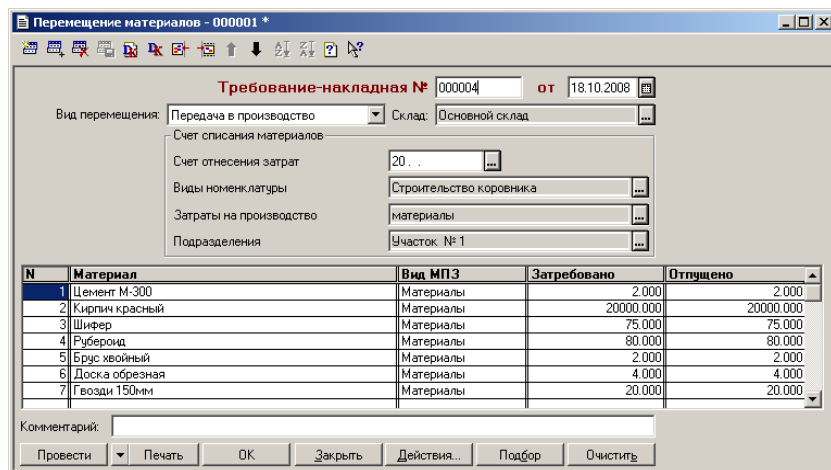 Перемещение материалов - 000001 *
Требование-накладная № 000004 от 18.10.2008
Вид перемещения: Передача в производство Склад: Основной склад ...
Счет списания материалов
Счет отнесения затрат 20 . . ...
Виды номенклатуры Строительство коровника ...
Затраты на производство материалы ...
Подразделения Участок № 1 ...
N Материал Вид МПЗ Затребовано Отпущено
1 Цемент М-300 Материалы 2.000 2.000
2 Кирпич красный Материалы 20000.000 20000.000
3 Шифер Материалы 75.000 75.000
4 Рубероид Материалы 80.000 80.000
5 Брус хвойный Материалы 2.000 2.000
6 Доска обрезная Материалы 4.000 4.000
7 Гвозди 150мм Материалы 20.000 20.000
Комментарий:
Провести Печать OK Закрыть Действия... Подбор Очистить